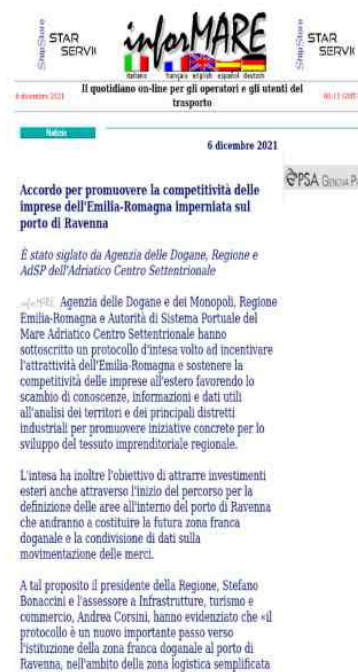 ShipStore
STAR
SERVI
inforMARE
ShipStore
STAR
SERVI
italiano français english español deutsch
6 dicembre 2021
Il quotidiano on-line per gli operatori e gli utenti del
trasporto
Notizie
6 dicembre 2021
PSA GENOVA P
Accordo per promuovere la competitività delle
imprese dell'Emilia-Romagna imperniata sul
porto di Ravenna
È stato siglato da Agenzia delle Dogane, Regione e
AdSP dell'Adriatico Centro Settentrionale
inforMARE Agenzia delle Dogane e dei Monopoli, Regione
Emilia-Romagna e Autorità di Sistema Portuale del
Mare Adriatico Centro Settentrionale hanno
sottoscritto un protocollo d'intesa volto ad incentivare
l'attrattività dell'Emilia-Romagna e sostenere la
competitività delle imprese all'estero favorendo lo
scambio di conoscenze, informazioni e dati utili
all'analisi dei territori e dei principali distretti
industriali per promuovere iniziative concrete per lo
sviluppo del tessuto imprenditoriale regionale.
L'intesa ha inoltre l'obiettivo di attrarre investimenti
esteri anche attraverso l'inizio del percorso per la
definizione delle aree all'interno del porto di Ravenna
che andranno a costituire la futura zona franca
doganale e la condivisione di dati sulla
movimentazione delle merci.
A tal proposito il presidente della Regione, Stefano
Bonaccini e l'assessore a Infrastrutture, turismo e
commercio, Andrea Corsini, hanno evidenziato che «il
protocollo è un nuovo importante passo verso
l'istituzione della zona franca doganale al porto di
Ravenna, nell'ambito della zona logistica semplificata